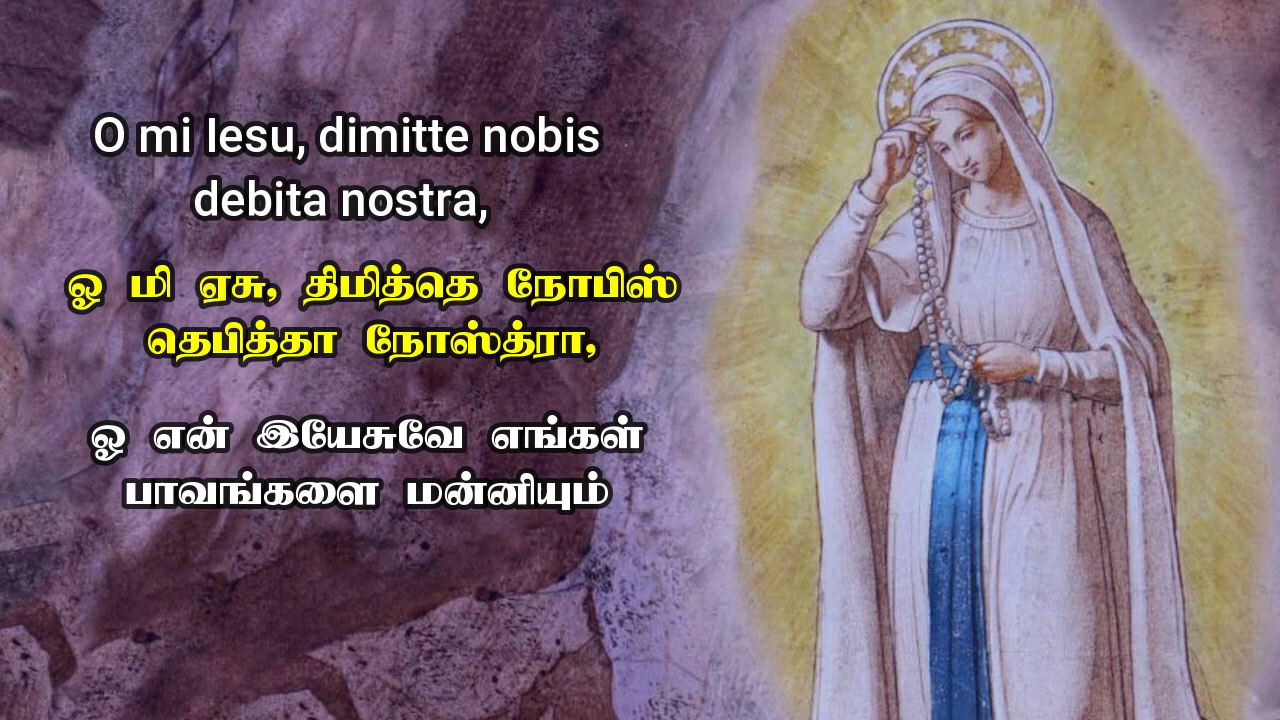 O mi Iesu, dimitte nobis
debita nostra,
ஓ மி ஏசு, திமித்தெ நோபிஸ்
தெபித்தா நோஸ்த்ரா,
ஓ என் இயேசுவே எங்கள்
பாவங்களை மன்னியும்